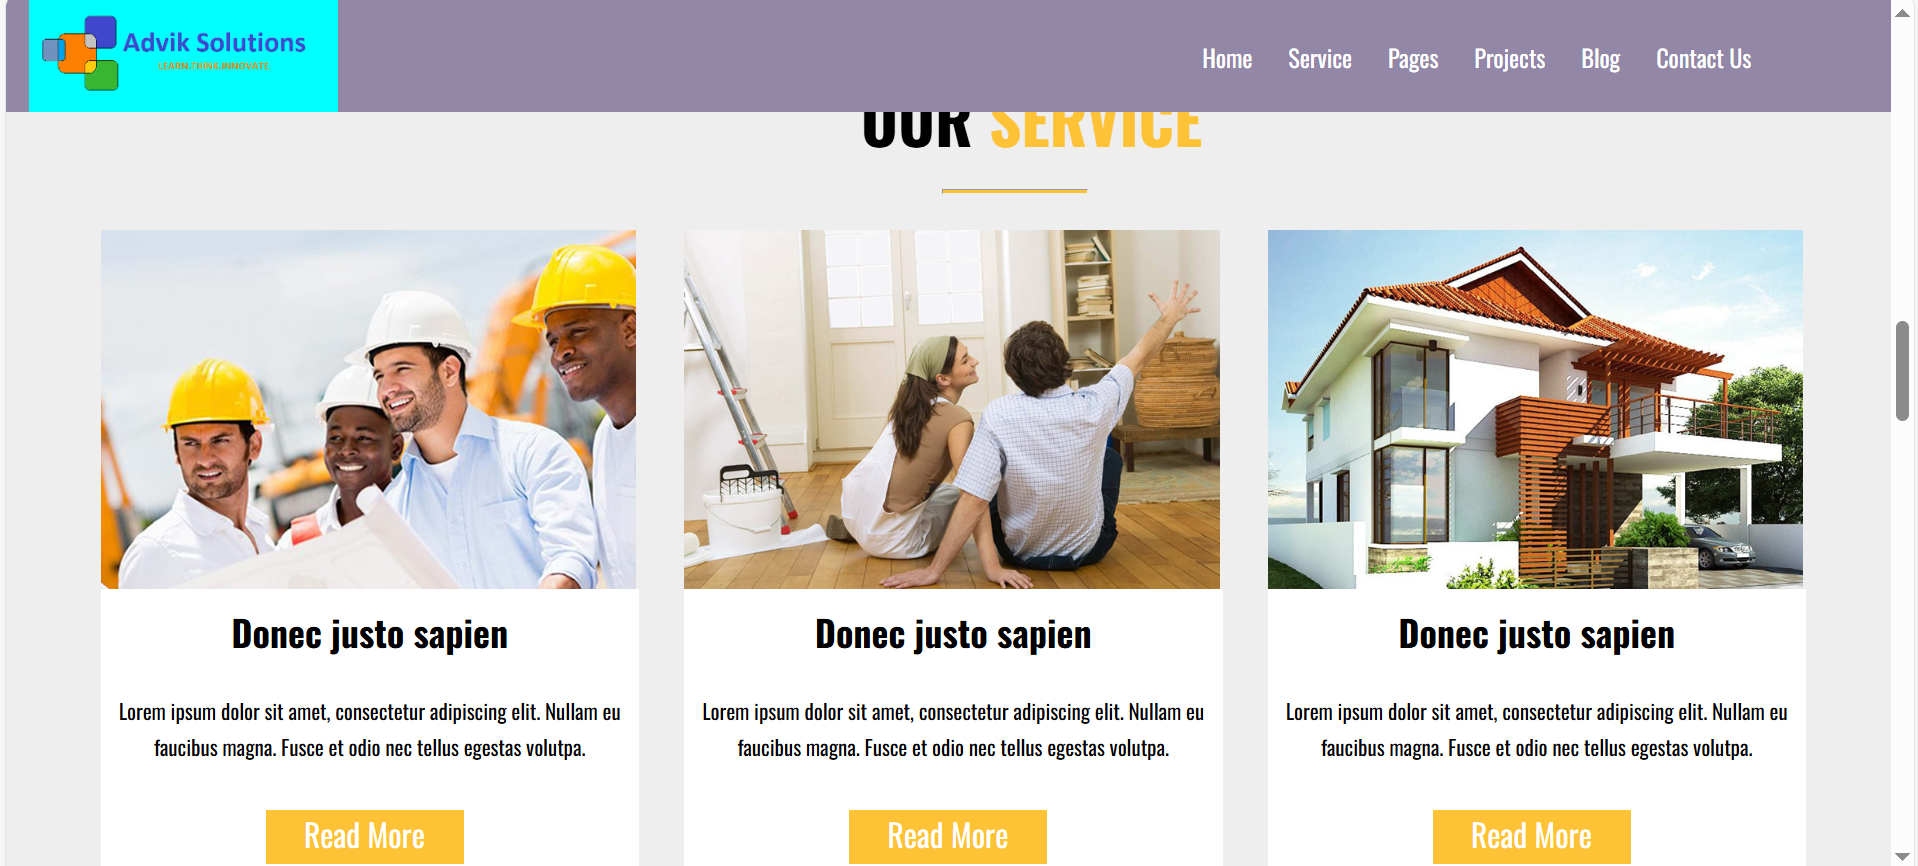 Advik Solutions
LEARN.THINK.INNOVATE
Home Service Pages Projects Blog Contact Us
OUR SERVICE
Donec justo sapien
Lorem ipsum dolor sit amet, consectetur adipiscing elit. Nullam eu
faucibus magna. Fusce et odio nec tellus egestas volutpa.
Read More
Donec justo sapien
Lorem ipsum dolor sit amet, consectetur adipiscing elit. Nullam eu
faucibus magna. Fusce et odio nec tellus egestas volutpa.
Read More
Donec justo sapien
Lorem ipsum dolor sit amet, consectetur adipiscing elit. Nullam eu
faucibus magna. Fusce et odio nec tellus egestas volutpa.
Read More